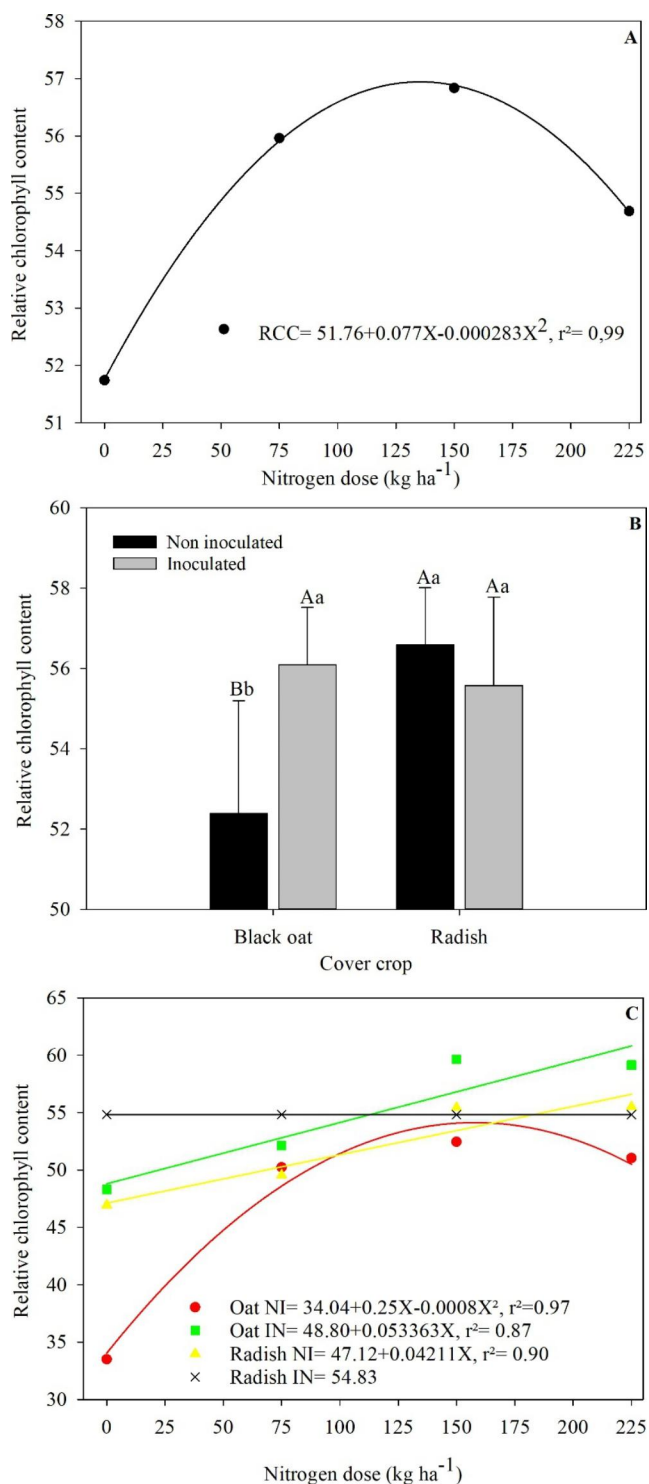 A
Relative chlorophyll content
58
57
56
55
54
53
52
51
RCC= 51.76+0.077X-0.000283X², r²= 0,99
0 25 50 75 100 125 150 175 200 225
Nitrogen dose (kg ha⁻¹)
B
Relative chlorophyll content
60
58
56
54
52
50
Non inoculated
Inoculated
Bb
Aa
Aa
Aa
Black oat Radish
Cover crop
C
Relative chlorophyll content
65
60
55
50
45
40
35
30
Oat NI= 34.04+0.25X-0.0008X², r²=0.97
Oat IN= 48.80+0.053363X, r²= 0.87
Radish NI= 47.12+0.04211X, r²= 0.90
Radish IN= 54.83
0 25 50 75 100 125 150 175 200 225
Nitrogen dose (kg ha⁻¹)